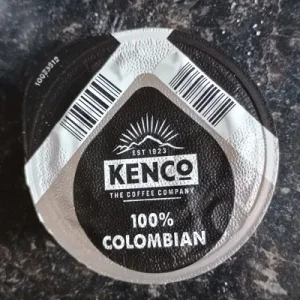 EST 1923
KENCO
THE COFFEE COMPANY
100%
COLOMBIAN